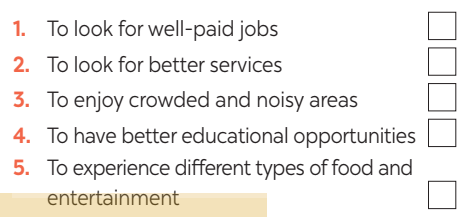 1. To look for well-paid jobs
2. To look for better services
3. To enjoy crowded and noisy areas
4. To have better educational opportunities
5. To experience different types of food and
entertainment